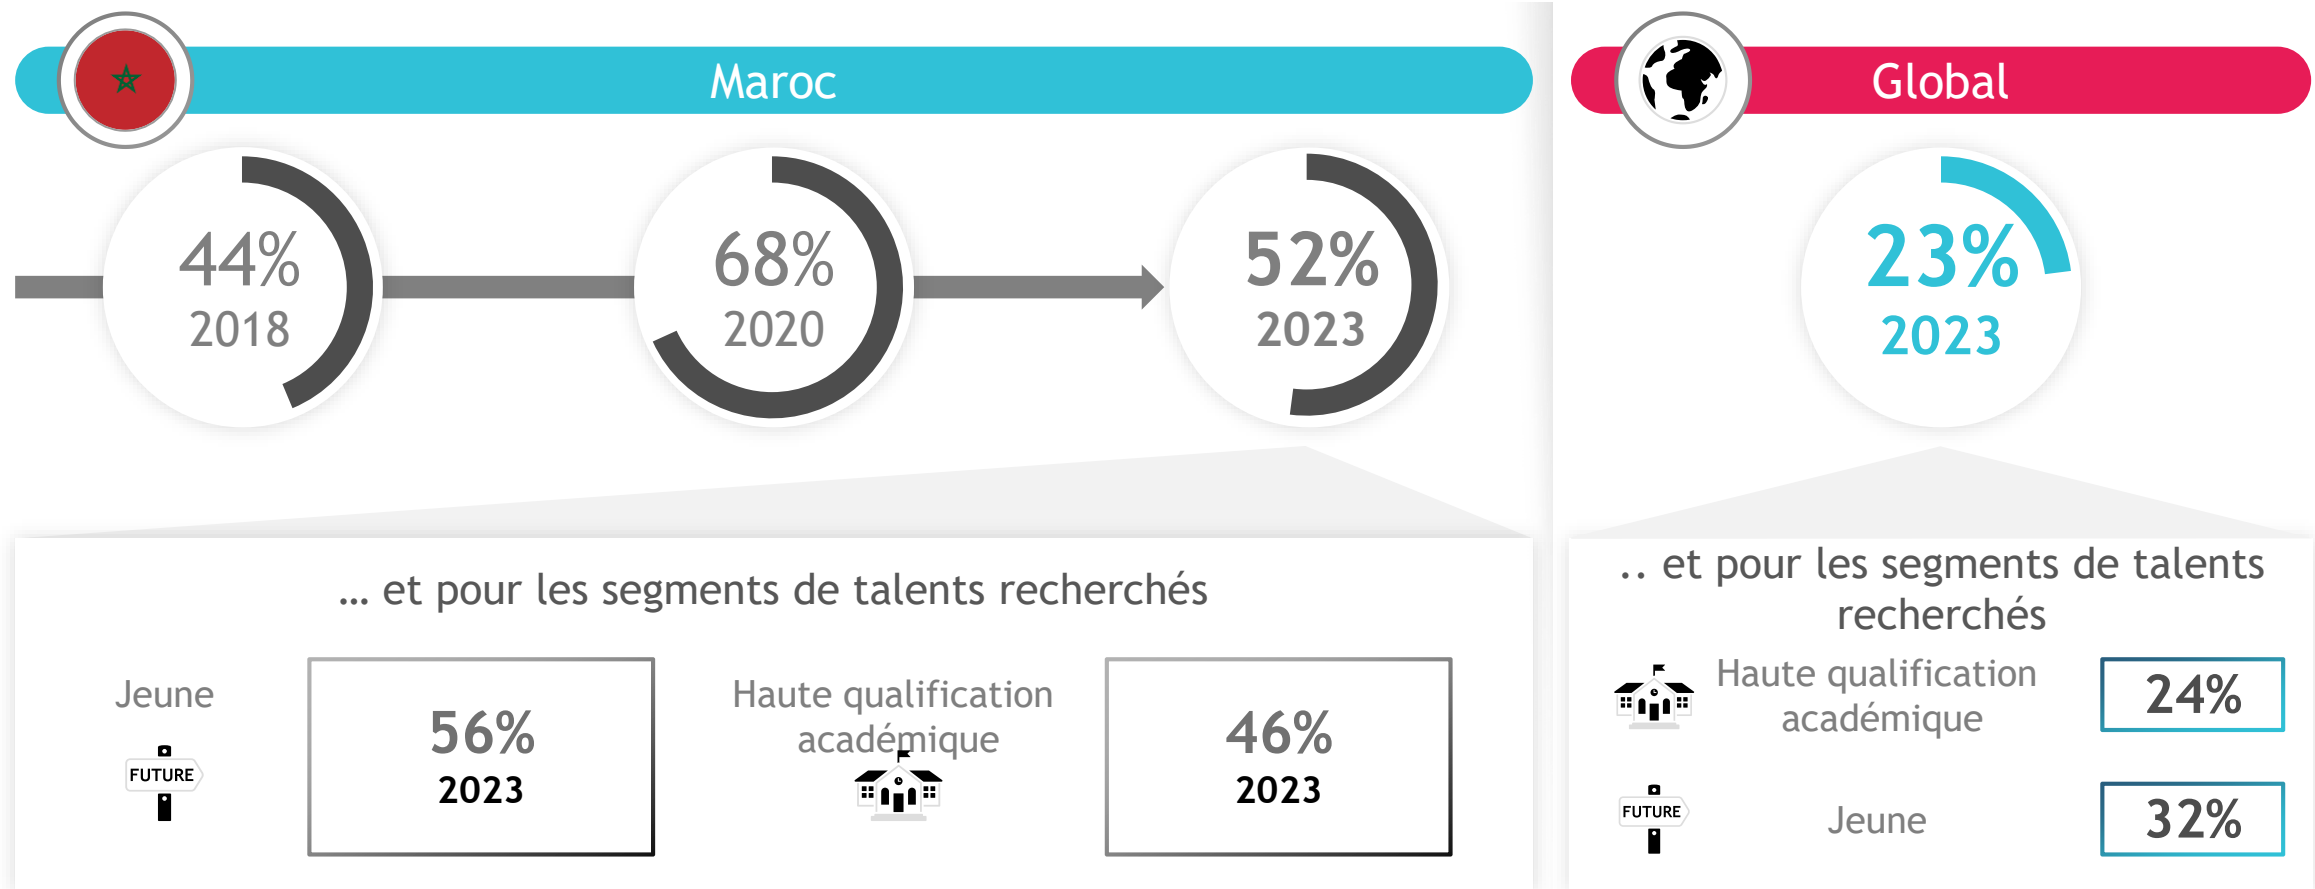 Maroc
44%
2018
68%
2020
52%
2023
… et pour les segments de talents recherchés
Jeune
FUTURE
56%
2023
Haute qualification
académique
46%
2023
Global
23%
2023
.. et pour les segments de talents
recherchés
Haute qualification
académique
24%
FUTURE
Jeune
32%